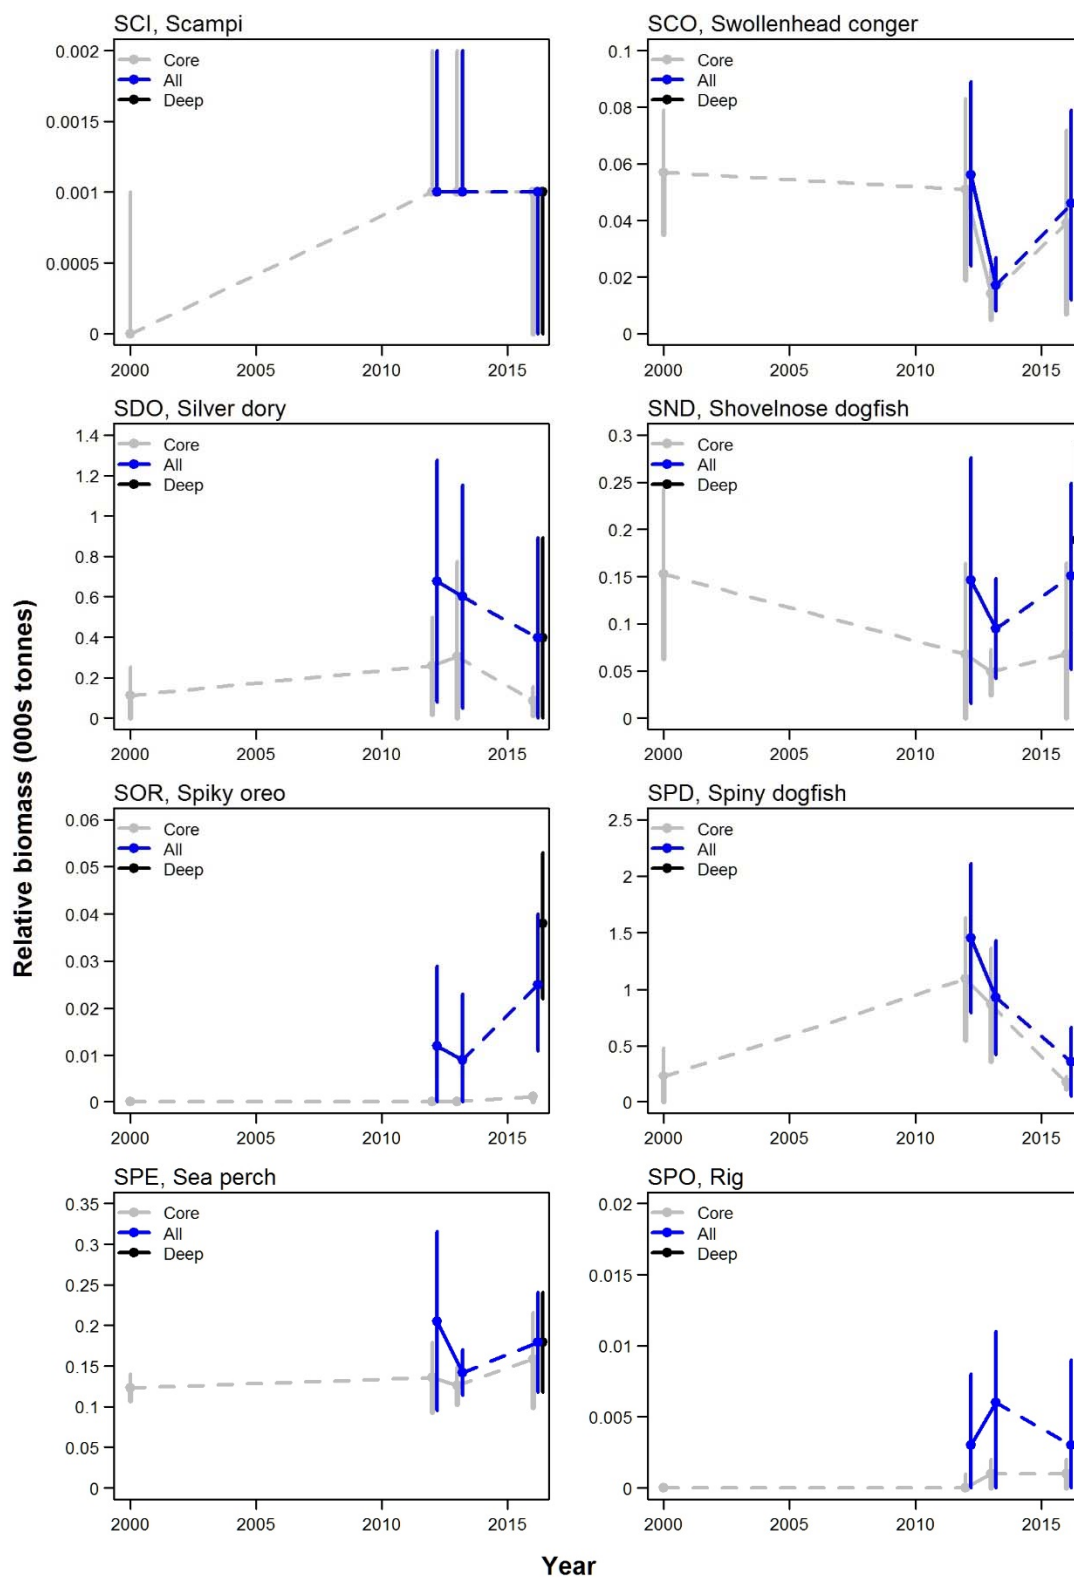 SCI, Scampi
0.002
0.0015
0.001
0.0005
0
Core
All
Deep
2000 2005 2010 2015
SCO, Swollenhead conger
0.1
0.08
0.06
0.04
0.02
0
Core
All
Deep
2000 2005 2010 2015
SDO, Silver dory
1.4
1.2
1
0.8
0.6
0.4
0.2
0
Core
All
Deep
2000 2005 2010 2015
SND, Shovelnose dogfish
0.3
0.25
0.2
0.15
0.1
0.05
0
Core
All
Deep
2000 2005 2010 2015
Relative biomass (000s tonnes)
SOR, Spiky oreo
0.06
0.05
0.04
0.03
0.02
0.01
0
Core
All
Deep
2000 2005 2010 2015
SPD, Spiny dogfish
2.5
2
1.5
1
0.5
0
Core
All
Deep
2000 2005 2010 2015
SPE, Sea perch
0.35
0.3
0.25
0.2
0.15
0.1
0.05
0
Core
All
Deep
2000 2005 2010 2015
SPO, Rig
0.02
0.015
0.01
0.005
0
Core
All
Deep
2000 2005 2010 2015
Year